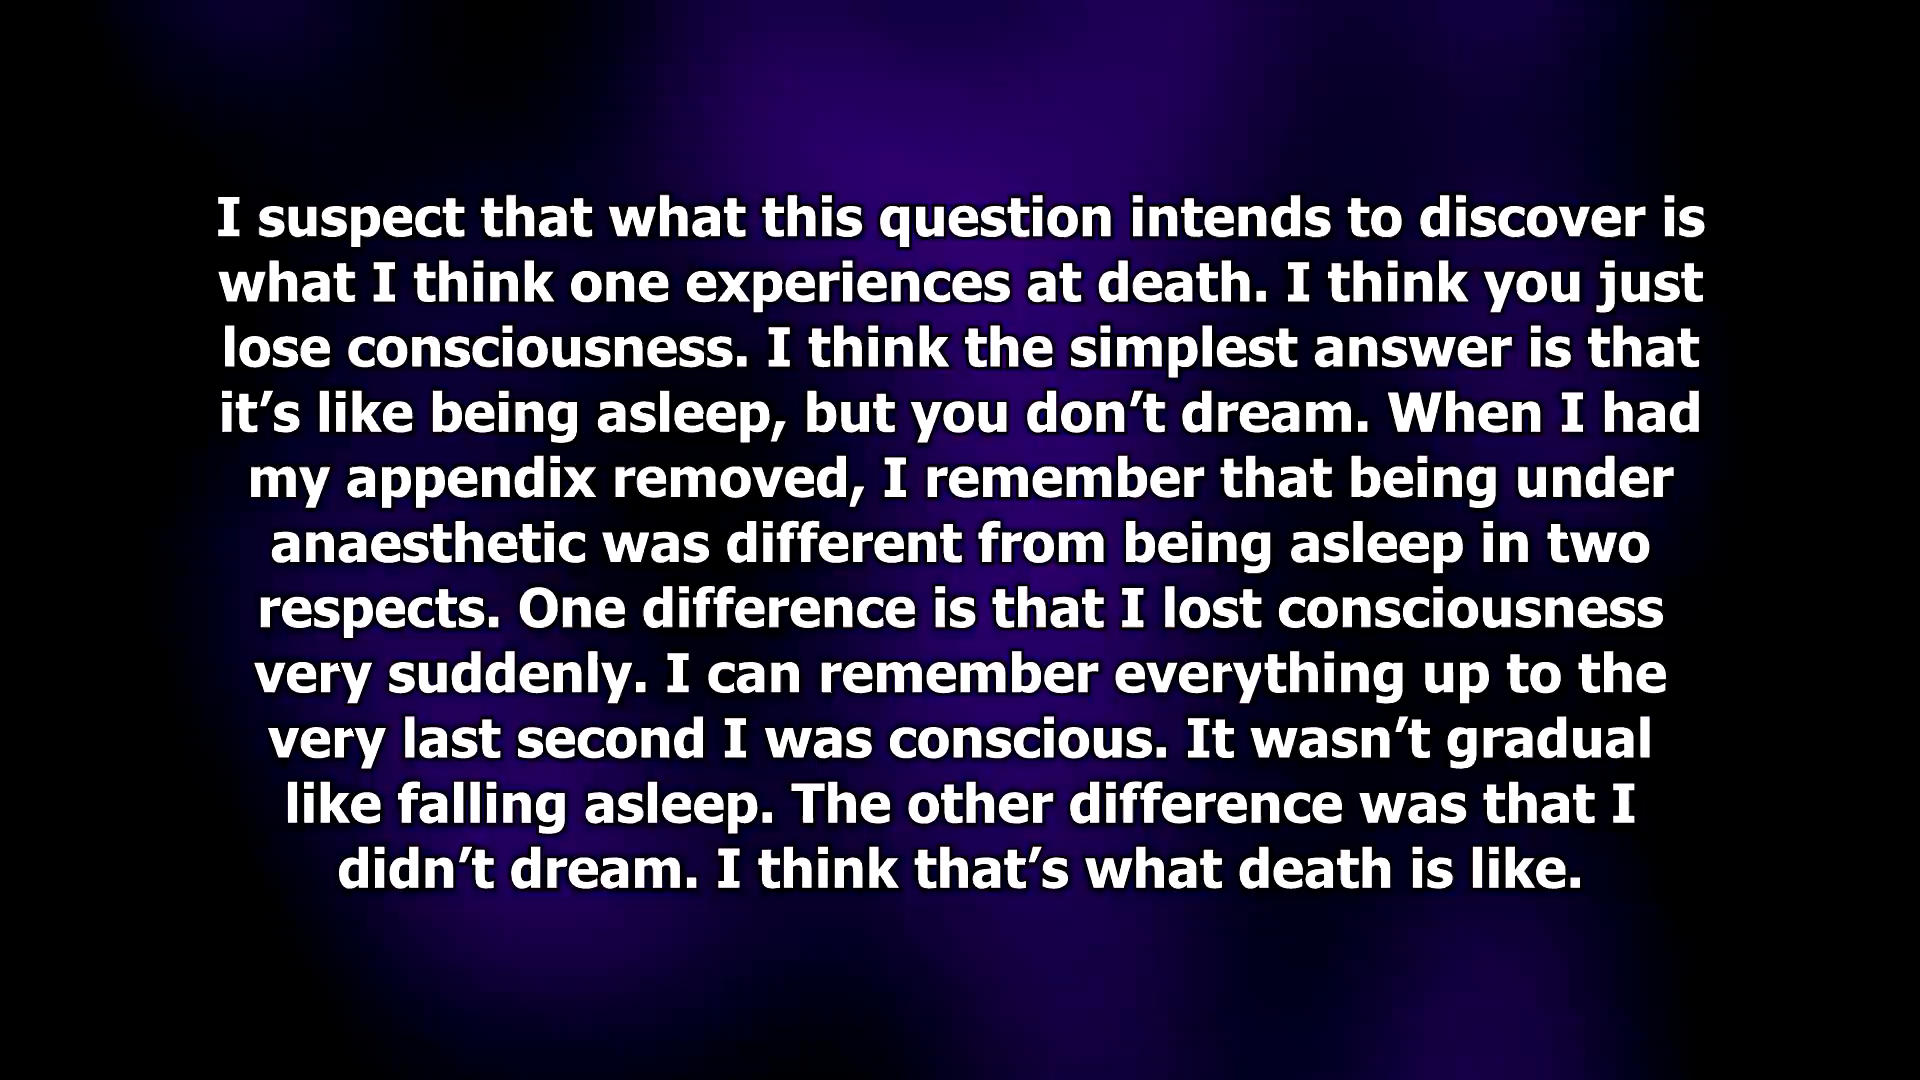 I suspect that what this question intends to discover is
what I think one experiences at death. I think you just
lose consciousness. I think the simplest answer is that
it’s like being asleep, but you don’t dream. When I had
my appendix removed, I remember that being under
anaesthetic was different from being asleep in two
respects. One difference is that I lost consciousness
very suddenly. I can remember everything up to the
very last second I was conscious. It wasn’t gradual
like falling asleep. The other difference was that I
didn’t dream. I think that’s what death is like.